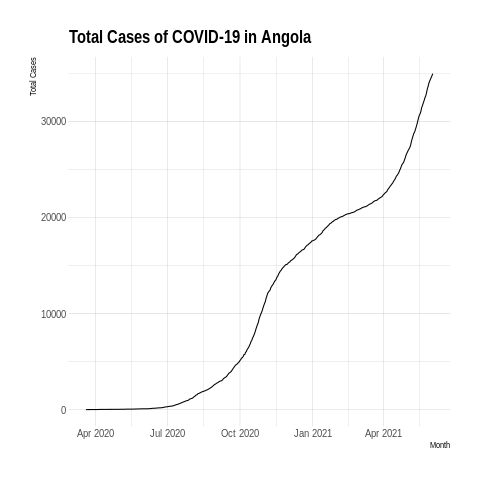 Total Cases of COVID-19 in Angola
Total Cases
30000
20000
10000
0
Apr 2020 Jul 2020 Oct 2020 Jan 2021 Apr 2021
Month